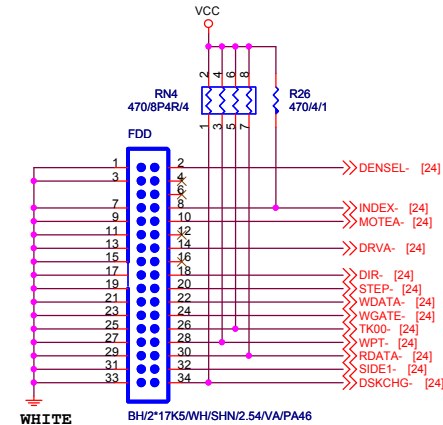 VCC
2 4 6 8
RN4 R26
470/8P4R/4 470/4/1
1 3 5 7
FDD
1 2 DENSEL- [24]
3 4
6
7 8 INDEX- [24]
9 10 MOTEA- [24]
11 12
13 14 DRVA- [24]
15 16
17 18 DIR- [24]
19 20 STEP- [24]
21 22 WDATA- [24]
23 24 WGATE- [24]
25 26 TK00- [24]
27 28 WPT- [24]
29 30 RDATA- [24]
31 32 SIDE1- [24]
33 34 DSKCHG- [24]
WHITE BH/2*17K5/WH/SHN/2.54/VA/PA46